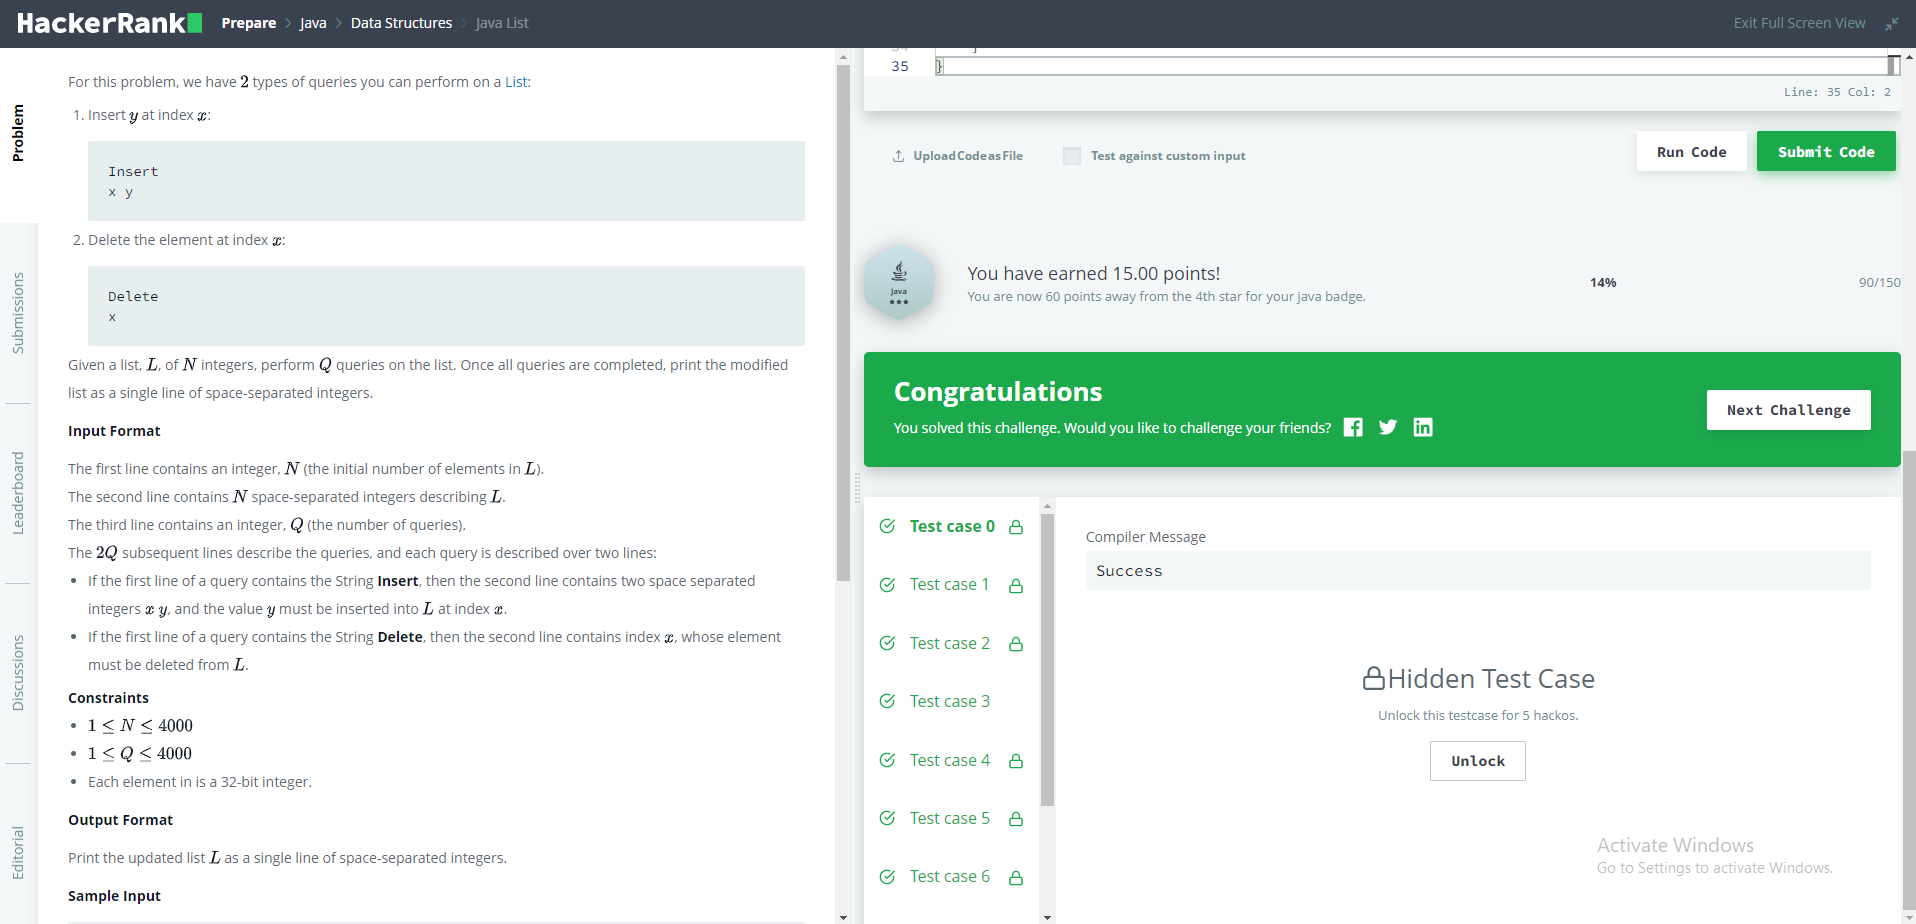 HackerRank Prepare > Java > Data Structures > Java List
Exit Full Screen View
Problem
Submissions
Leaderboard
Discussions
Editorial
For this problem, we have 2 types of queries you can perform on a List:
1. Insert y at index x:
Insert
x y
2. Delete the element at index x:
Delete
x
Given a list, L, of N integers, perform Q queries on the list. Once all queries are completed, print the modified
list as a single line of space-separated integers.
Input Format
The first line contains an integer, N (the initial number of elements in L).
The second line contains N space-separated integers describing L.
The third line contains an integer, Q (the number of queries).
The 2Q subsequent lines describe the queries, and each query is described over two lines:
• If the first line of a query contains the String Insert, then the second line contains two space separated
integers x y, and the value y must be inserted into L at index x.
• If the first line of a query contains the String Delete, then the second line contains index x, whose element
must be deleted from L.
Constraints
• 1 ≤ N ≤ 4000
• 1 ≤ Q ≤ 4000
• Each element in is a 32-bit integer.
Output Format
Print the updated list L as a single line of space-separated integers.
Sample Input
35 }
Line: 35 Col: 2
Upload Code as File
Test against custom input
Run Code
Submit Code
Java
You have earned 15.00 points!
You are now 60 points away from the 4th star for your java badge.
14%
90/150
Congratulations
You solved this challenge. Would you like to challenge your friends?
Next Challenge
Test case 0
Test case 1
Test case 2
Test case 3
Test case 4
Test case 5
Test case 6
Compiler Message
Success
Hidden Test Case
Unlock this testcase for 5 hackos.
Unlock
Activate Windows
Go to Settings to activate Windows.